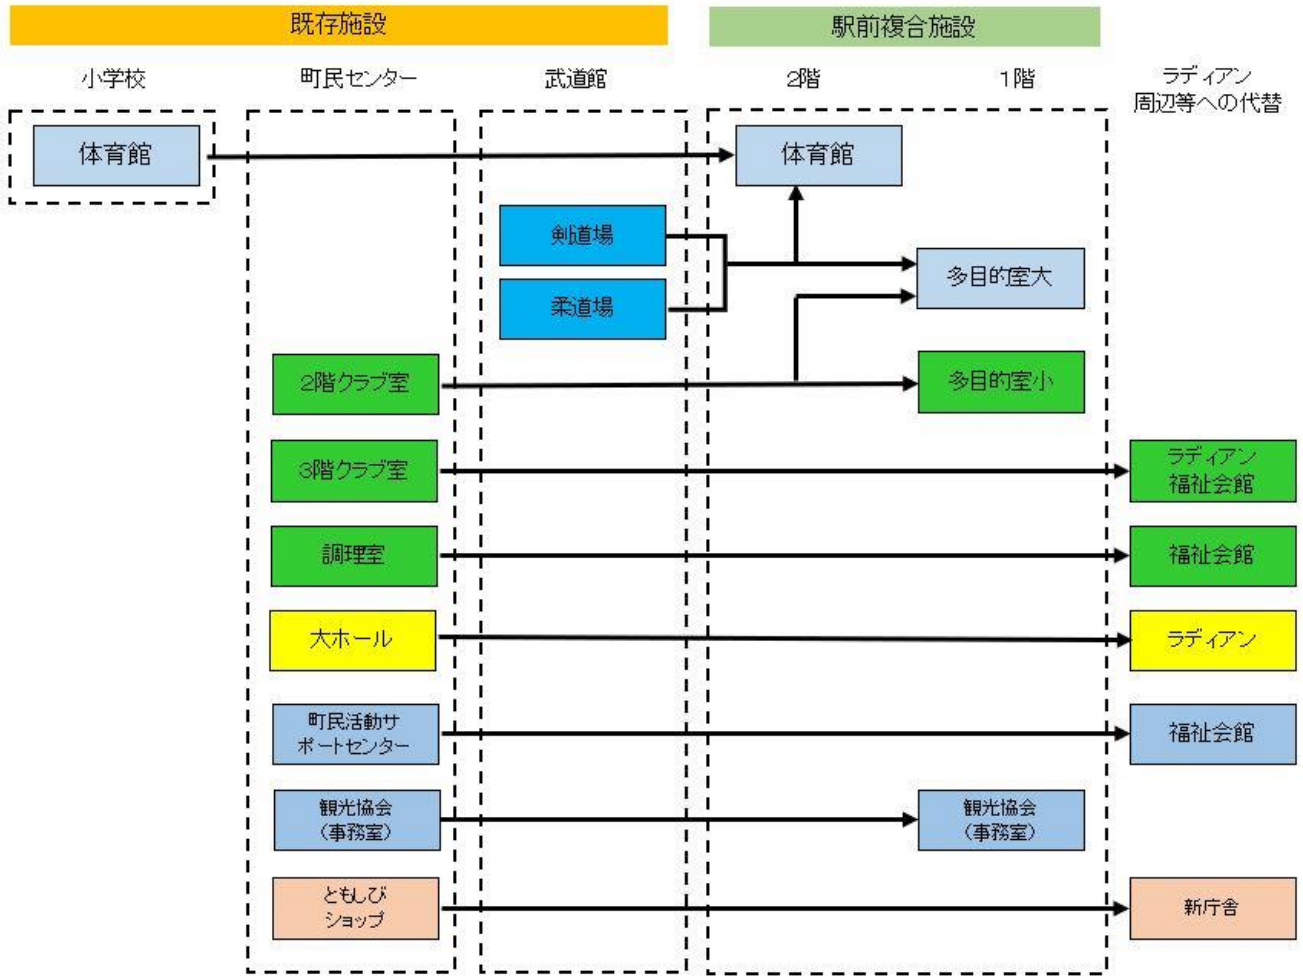 既存施設
駅前複合施設
小学校
町民センター
武道館
2階
1階
ラディアン
周辺等への代替
体育館
体育館
剣道場
柔道場
多目的室大
2階クラブ室
多目的室小
3階クラブ室
ラディアン
福祉会館
調理室
福祉会館
大ホール
ラディアン
町民活動サ
ポートセンター
福祉会館
観光協会
(事務室)
観光協会
(事務室)
ともしび
ショップ
新庁舎